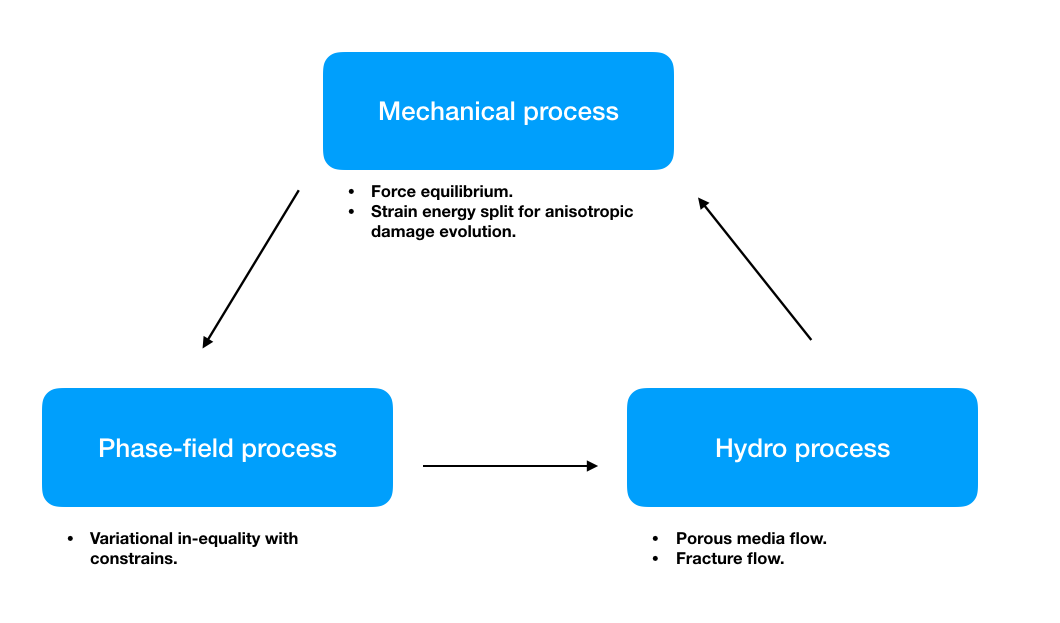 Mechanical process
• Force equilibrium.
• Strain energy split for anisotropic
damage evolution.
Phase-field process
Hydro process
• Variational in-equality with
constrains.
• Porous media flow.
• Fracture flow.